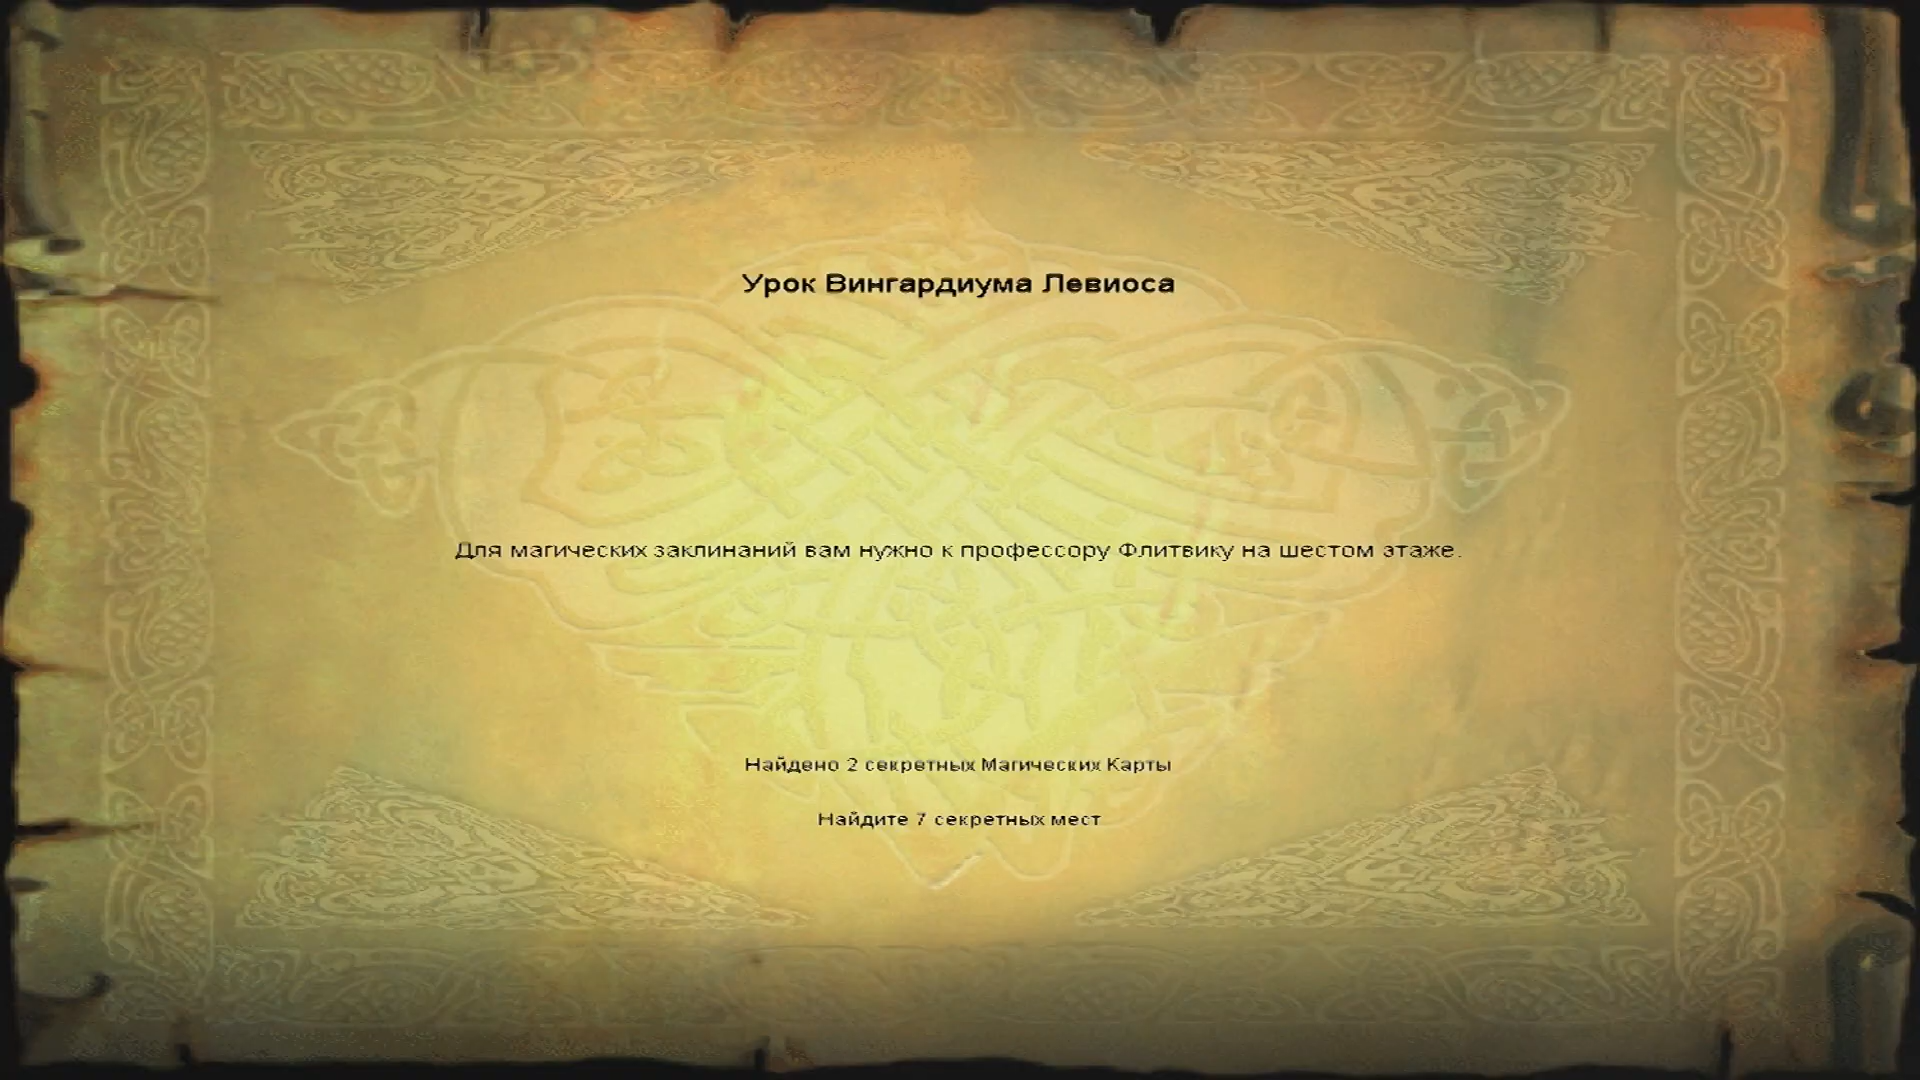 Урок Вингардиума Левиоса
Для магических заклинаний вам нужно к профессору Флитвику на шестом этаже.
Найдено 2 секретных Магических Карты
Найдите 7 секретных мест